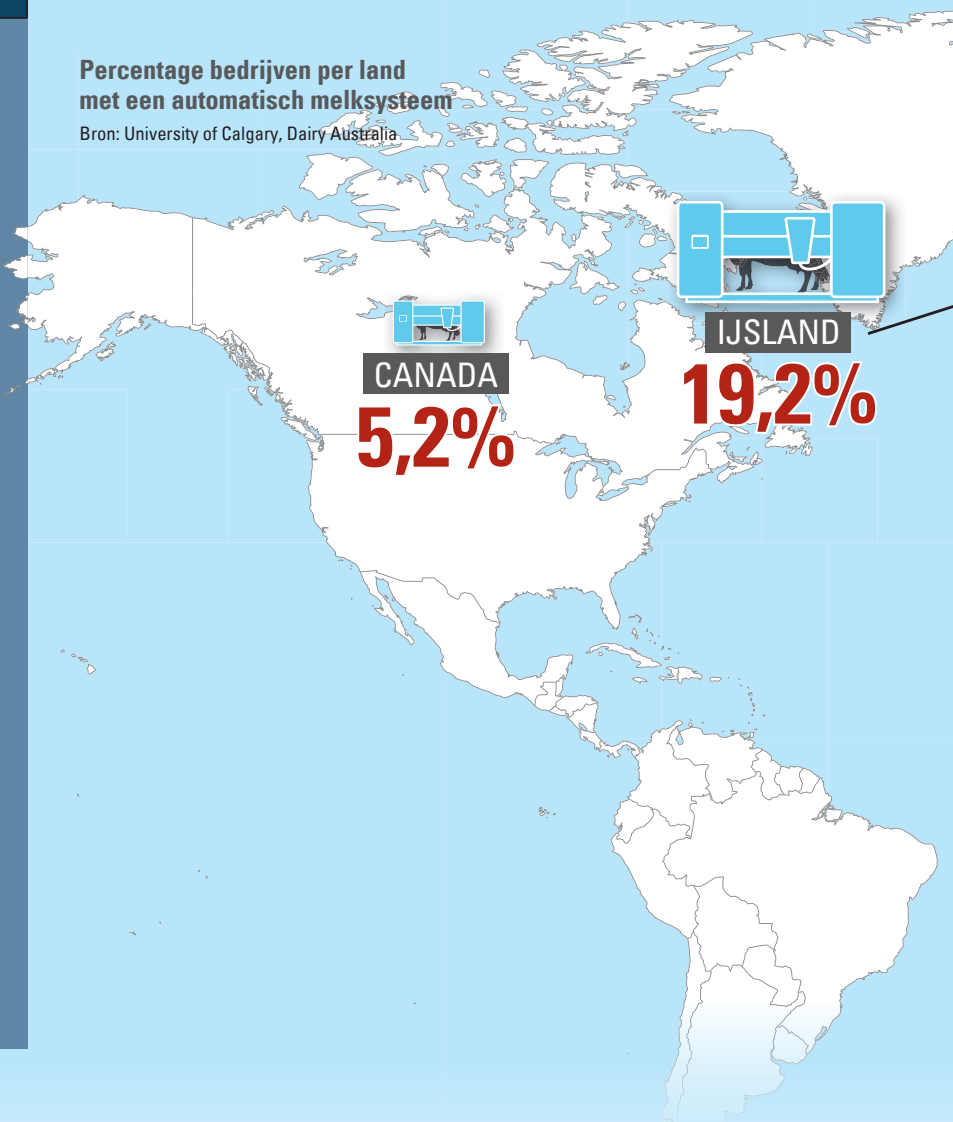 Percentage bedrijven per land
met een automatisch melksysteem
Bron: University of Calgary, Dairy Australia
IJSLAND
19,2%
CANADA
5,2%